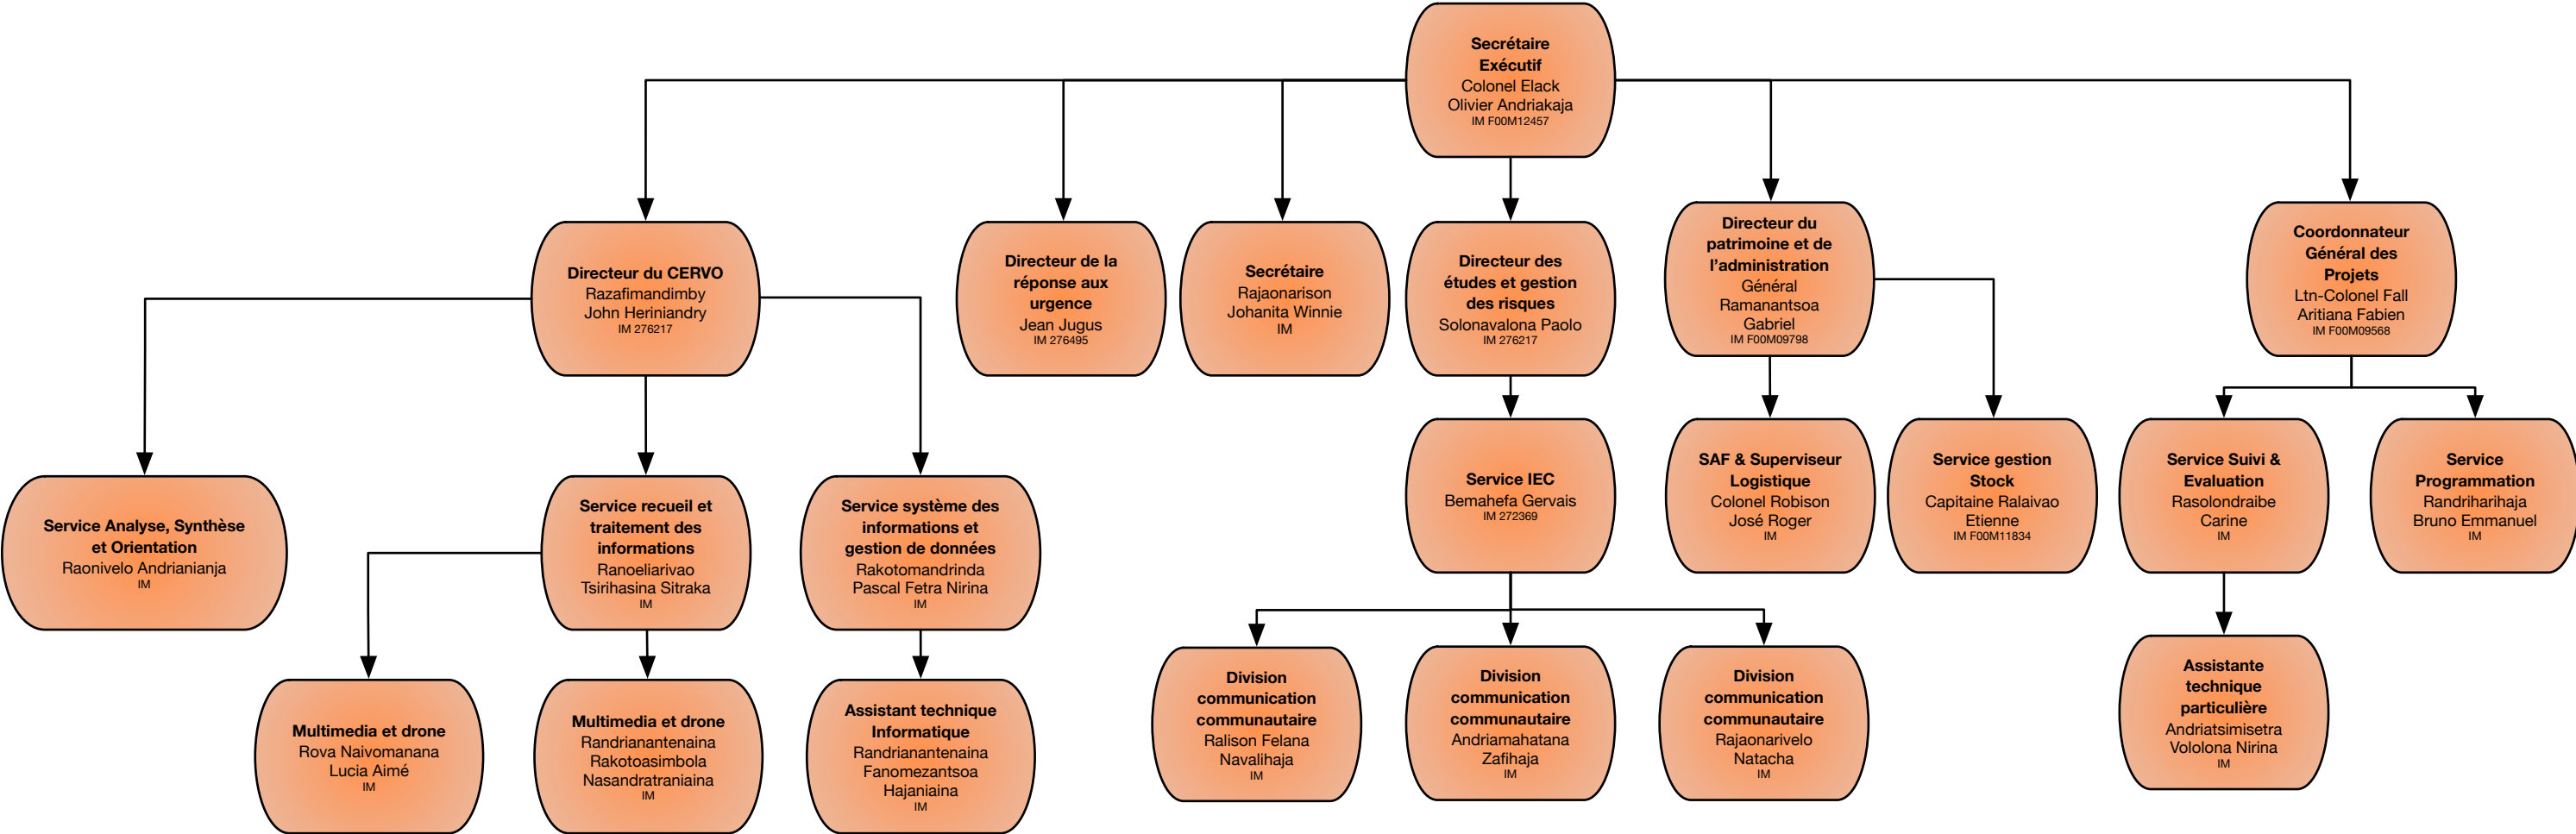 Secrétaire
Exécutif
Colonel Elack
Olivier Andriakaja
IM F00M12457
Directeur du CERVO
Razafimandimby
John Heriniandry
IM 276217
Directeur de la
réponse aux
urgence
Jean Jugus
IM 276495
Secrétaire
Rajaonarison
Johanita Winnie
IM
Directeur des
études et gestion
des risques
Solonavalona Paolo
IM 276217
Directeur du
patrimoine et de
l’administration
Général
Ramanantsoa
Gabriel
IM F00M09798
Coordonnateur
Général des
Projets
Ltn-Colonel Fall
Aritiana Fabien
IM F00M09568
Service Analyse, Synthèse
et Orientation
Raonivelo Andrianianja
IM
Service recueil et
traitement des
informations
Ranoeliarivao
Tsirihasina Sitraka
IM
Service système des
informations et
gestion de données
Rakotomandrinda
Pascal Fetra Nirina
IM
Service IEC
Bemahefa Gervais
IM 272369
SAF & Superviseur
Logistique
Colonel Robison
José Roger
IM
Service gestion
Stock
Capitaine Ralaivao
Etienne
IM F00M11834
Service Suivi &
Evaluation
Rasolondraibe
Carine
IM
Service
Programmation
Randriharihaja
Bruno Emmanuel
IM
Multimedia et drone
Rova Naivomanana
Lucia Aimé
IM
Multimedia et drone
Randrianantenaina
Rakotoasimbola
Nasandratraniaina
IM
Assistant technique
Informatique
Randrianantenaina
Fanomezantsoa
Hajaniaina
IM
Division
communication
communautaire
Ralison Felana
Navalihaja
IM
Division
communication
communautaire
Andriamahatana
Zafihaja
IM
Division
communication
communautaire
Rajaonarivelo
Natacha
IM
Assistante
technique
particulière
Andriatsimisetra
Vololona Nirina
IM